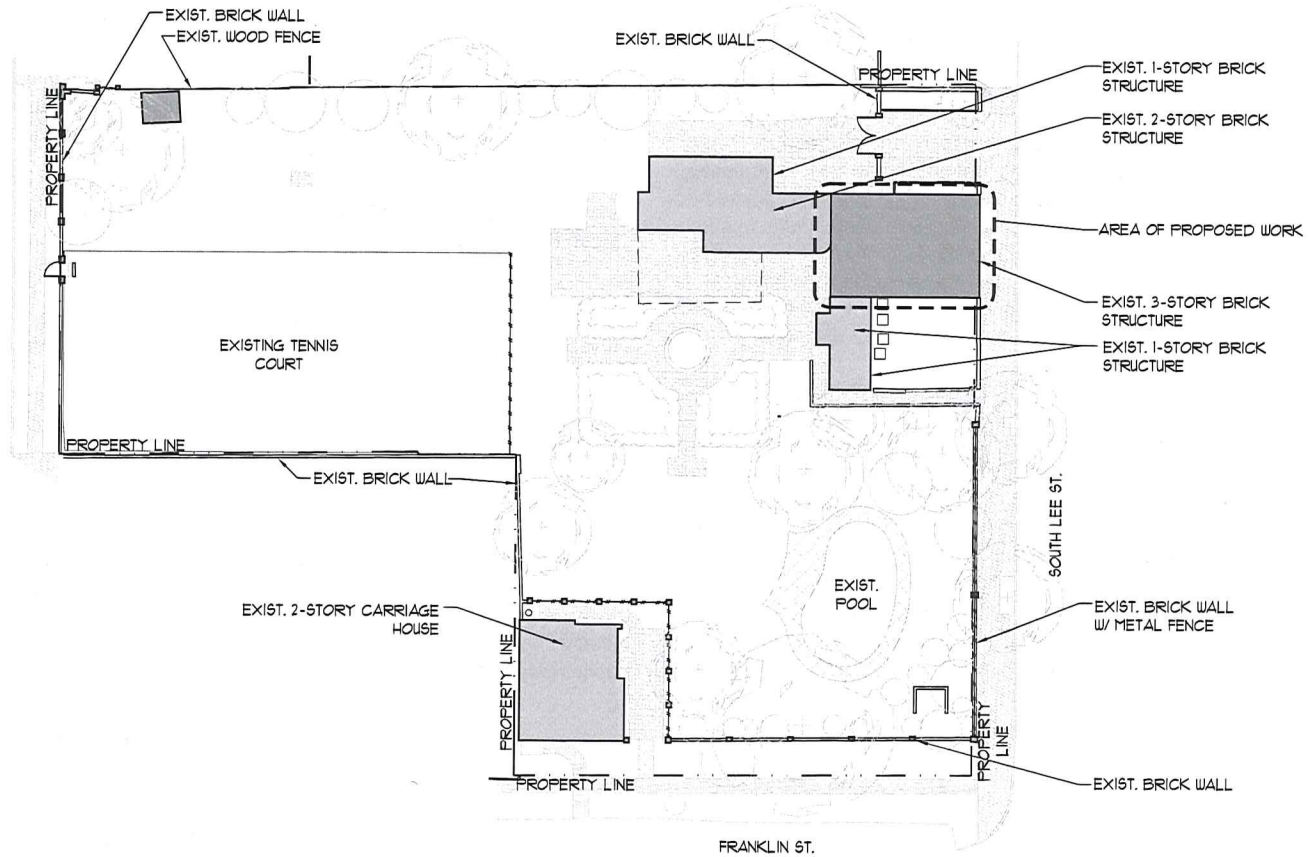 EXIST. BRICK WALL
EXIST. WOOD FENCE
EXIST. BRICK WALL
PROPERTY LINE
EXIST. 1-STORY BRICK
STRUCTURE
EXIST. 2-STORY BRICK
STRUCTURE
PROPERTY LINE
AREA OF PROPOSED WORK
EXIST. 3-STORY BRICK
STRUCTURE
EXIST. 1-STORY BRICK
STRUCTURE
EXISTING TENNIS
COURT
PROPERTY LINE
EXIST. BRICK WALL
SOUTH LEE ST.
EXIST.
POOL
EXIST. 2-STORY CARRIAGE
HOUSE
EXIST. BRICK WALL
W/ METAL FENCE
PROPERTY LINE
PROPERTY
LINE
PROPERTY LINE
EXIST. BRICK WALL
FRANKLIN ST.